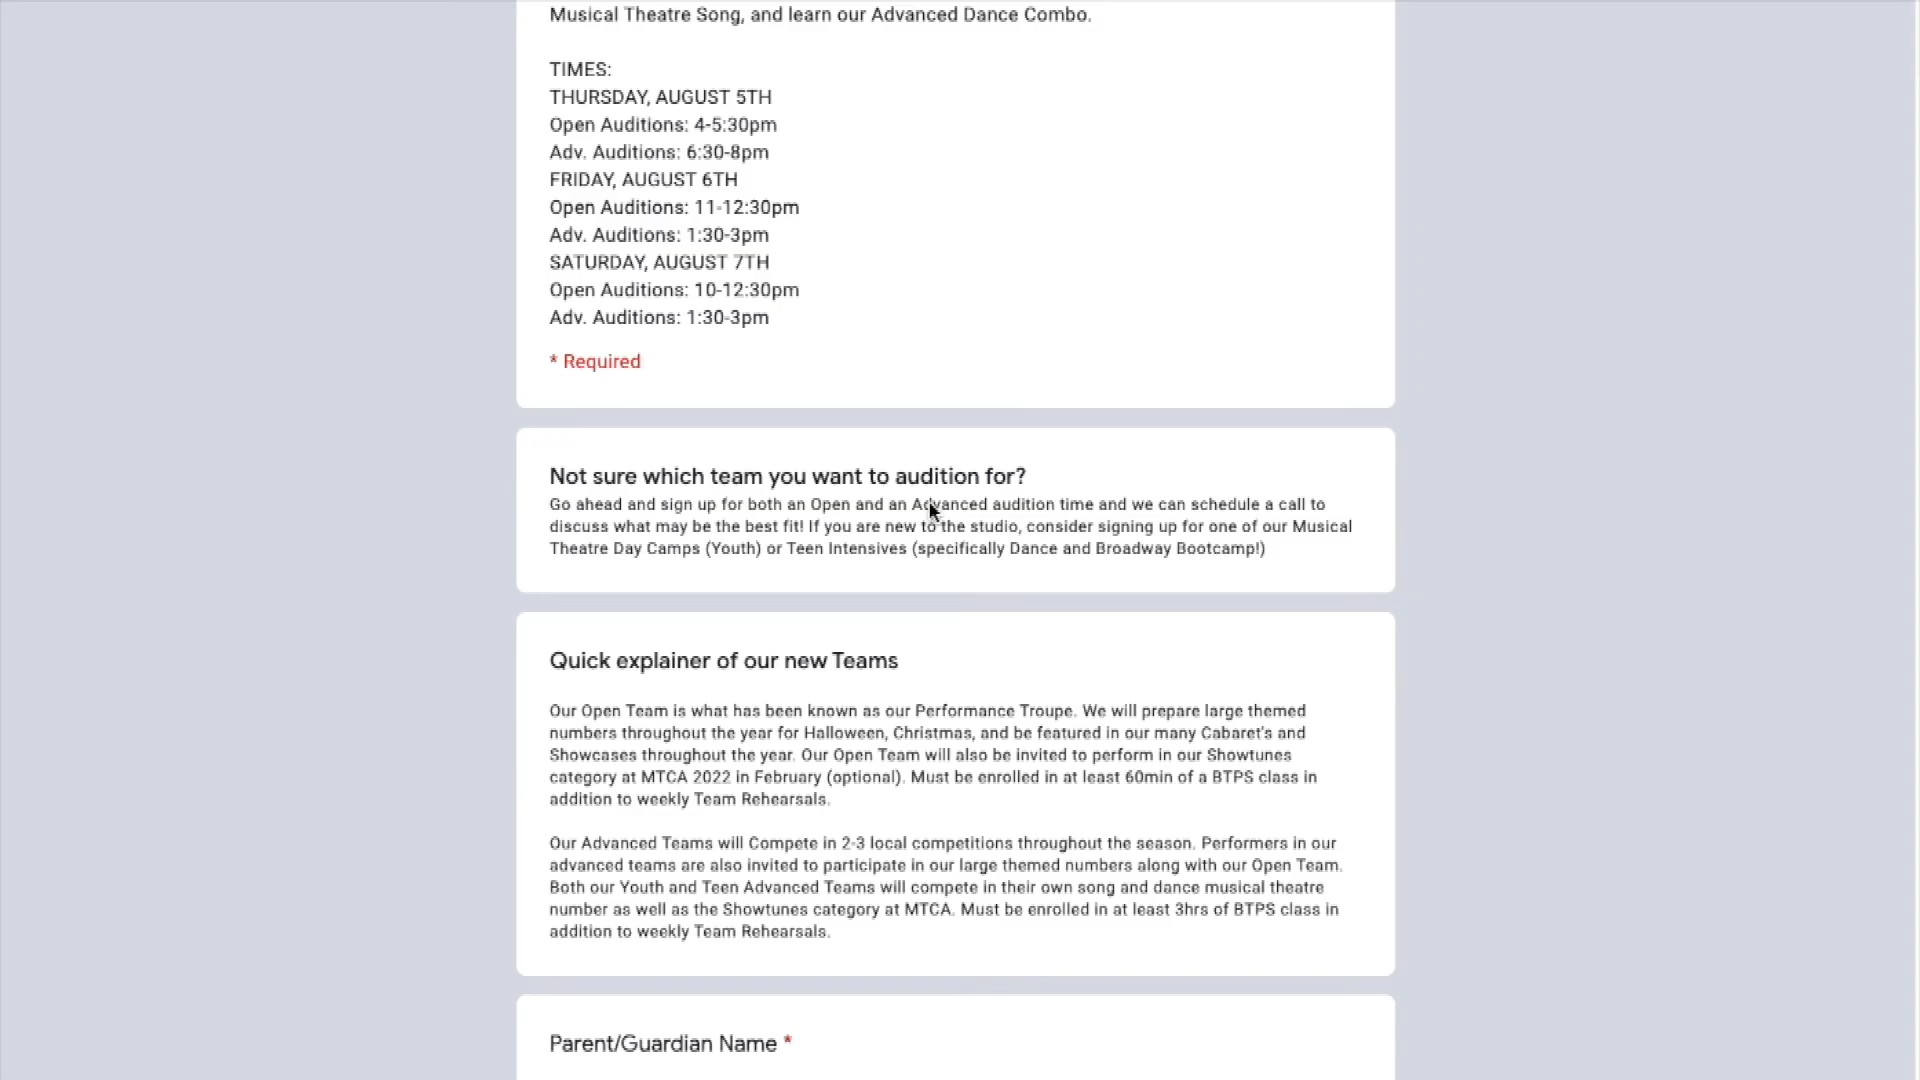 Musical Theatre Song, and learn our Advanced Dance Combo.
TIMES:
THURSDAY, AUGUST 5TH
Open Auditions: 4-5:30pm
Adv. Auditions: 6:30-8pm
FRIDAY, AUGUST 6TH
Open Auditions: 11-12:30pm
Adv. Auditions: 1:30-3pm
SATURDAY, AUGUST 7TH
Open Auditions: 10-12:30pm
Adv. Auditions: 1:30-3pm
* Required
Not sure which team you want to audition for?
Go ahead and sign up for both an Open and an Advanced audition time and we can schedule a call to
discuss what may be the best fit! If you are new to the studio, consider signing up for one of our Musical
Theatre Day Camps (Youth) or Teen Intensives (specifically Dance and Broadway Bootcamp!)
Quick explainer of our new Teams
Our Open Team is what has been known as our Performance Troupe. We will prepare large themed
numbers throughout the year for Halloween, Christmas, and be featured in our many Cabaret's and
Showcases throughout the year. Our Open Team will also be invited to perform in our Showtunes
category at MTCA 2022 in February (optional). Must be enrolled in at least 60min of a BTPS class in
addition to weekly Team Rehearsals.
Our Advanced Teams will Compete in 2-3 local competitions throughout the season. Performers in our
advanced teams are also invited to participate in our large themed numbers along with our Open Team.
Both our Youth and Teen Advanced Teams will compete in their own song and dance musical theatre
number as well as the Showtunes category at MTCA. Must be enrolled in at least 3hrs of BTPS class in
addition to weekly Team Rehearsals.
Parent/Guardian Name *